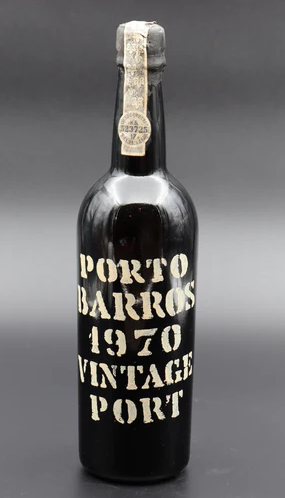 PORTO
BARROS
1970
VINTAGE
PORT